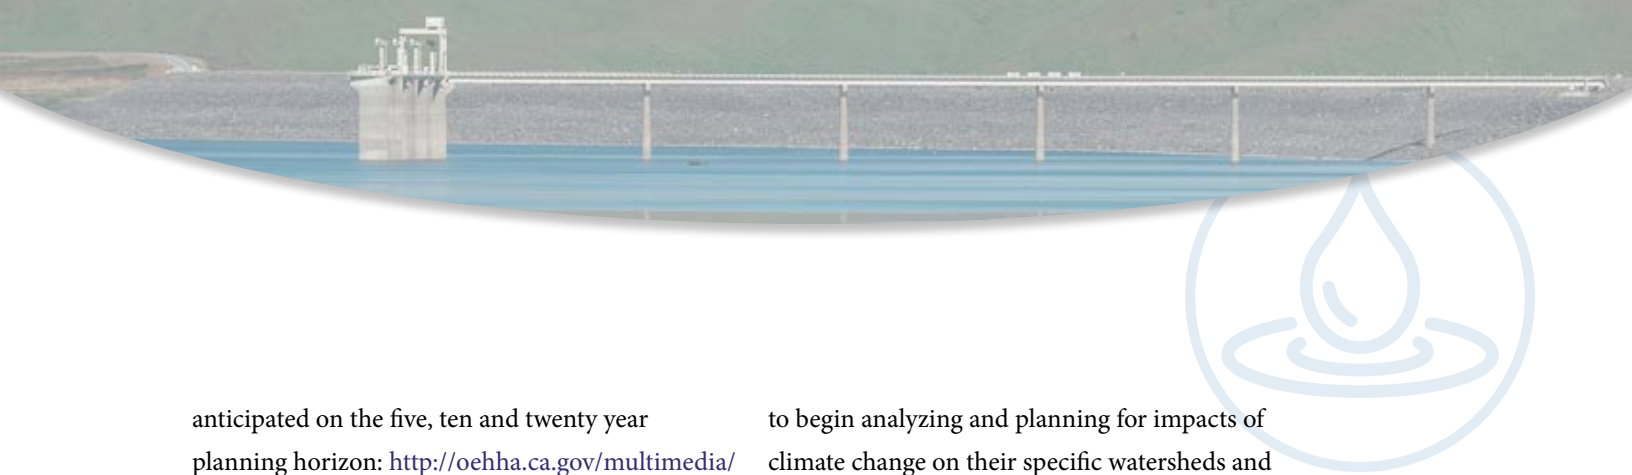 anticipated on the five, ten and twenty year
planning horizon: http://oehha.ca.gov/multimedia/
to begin analyzing and planning for impacts of
climate change on their specific watersheds and